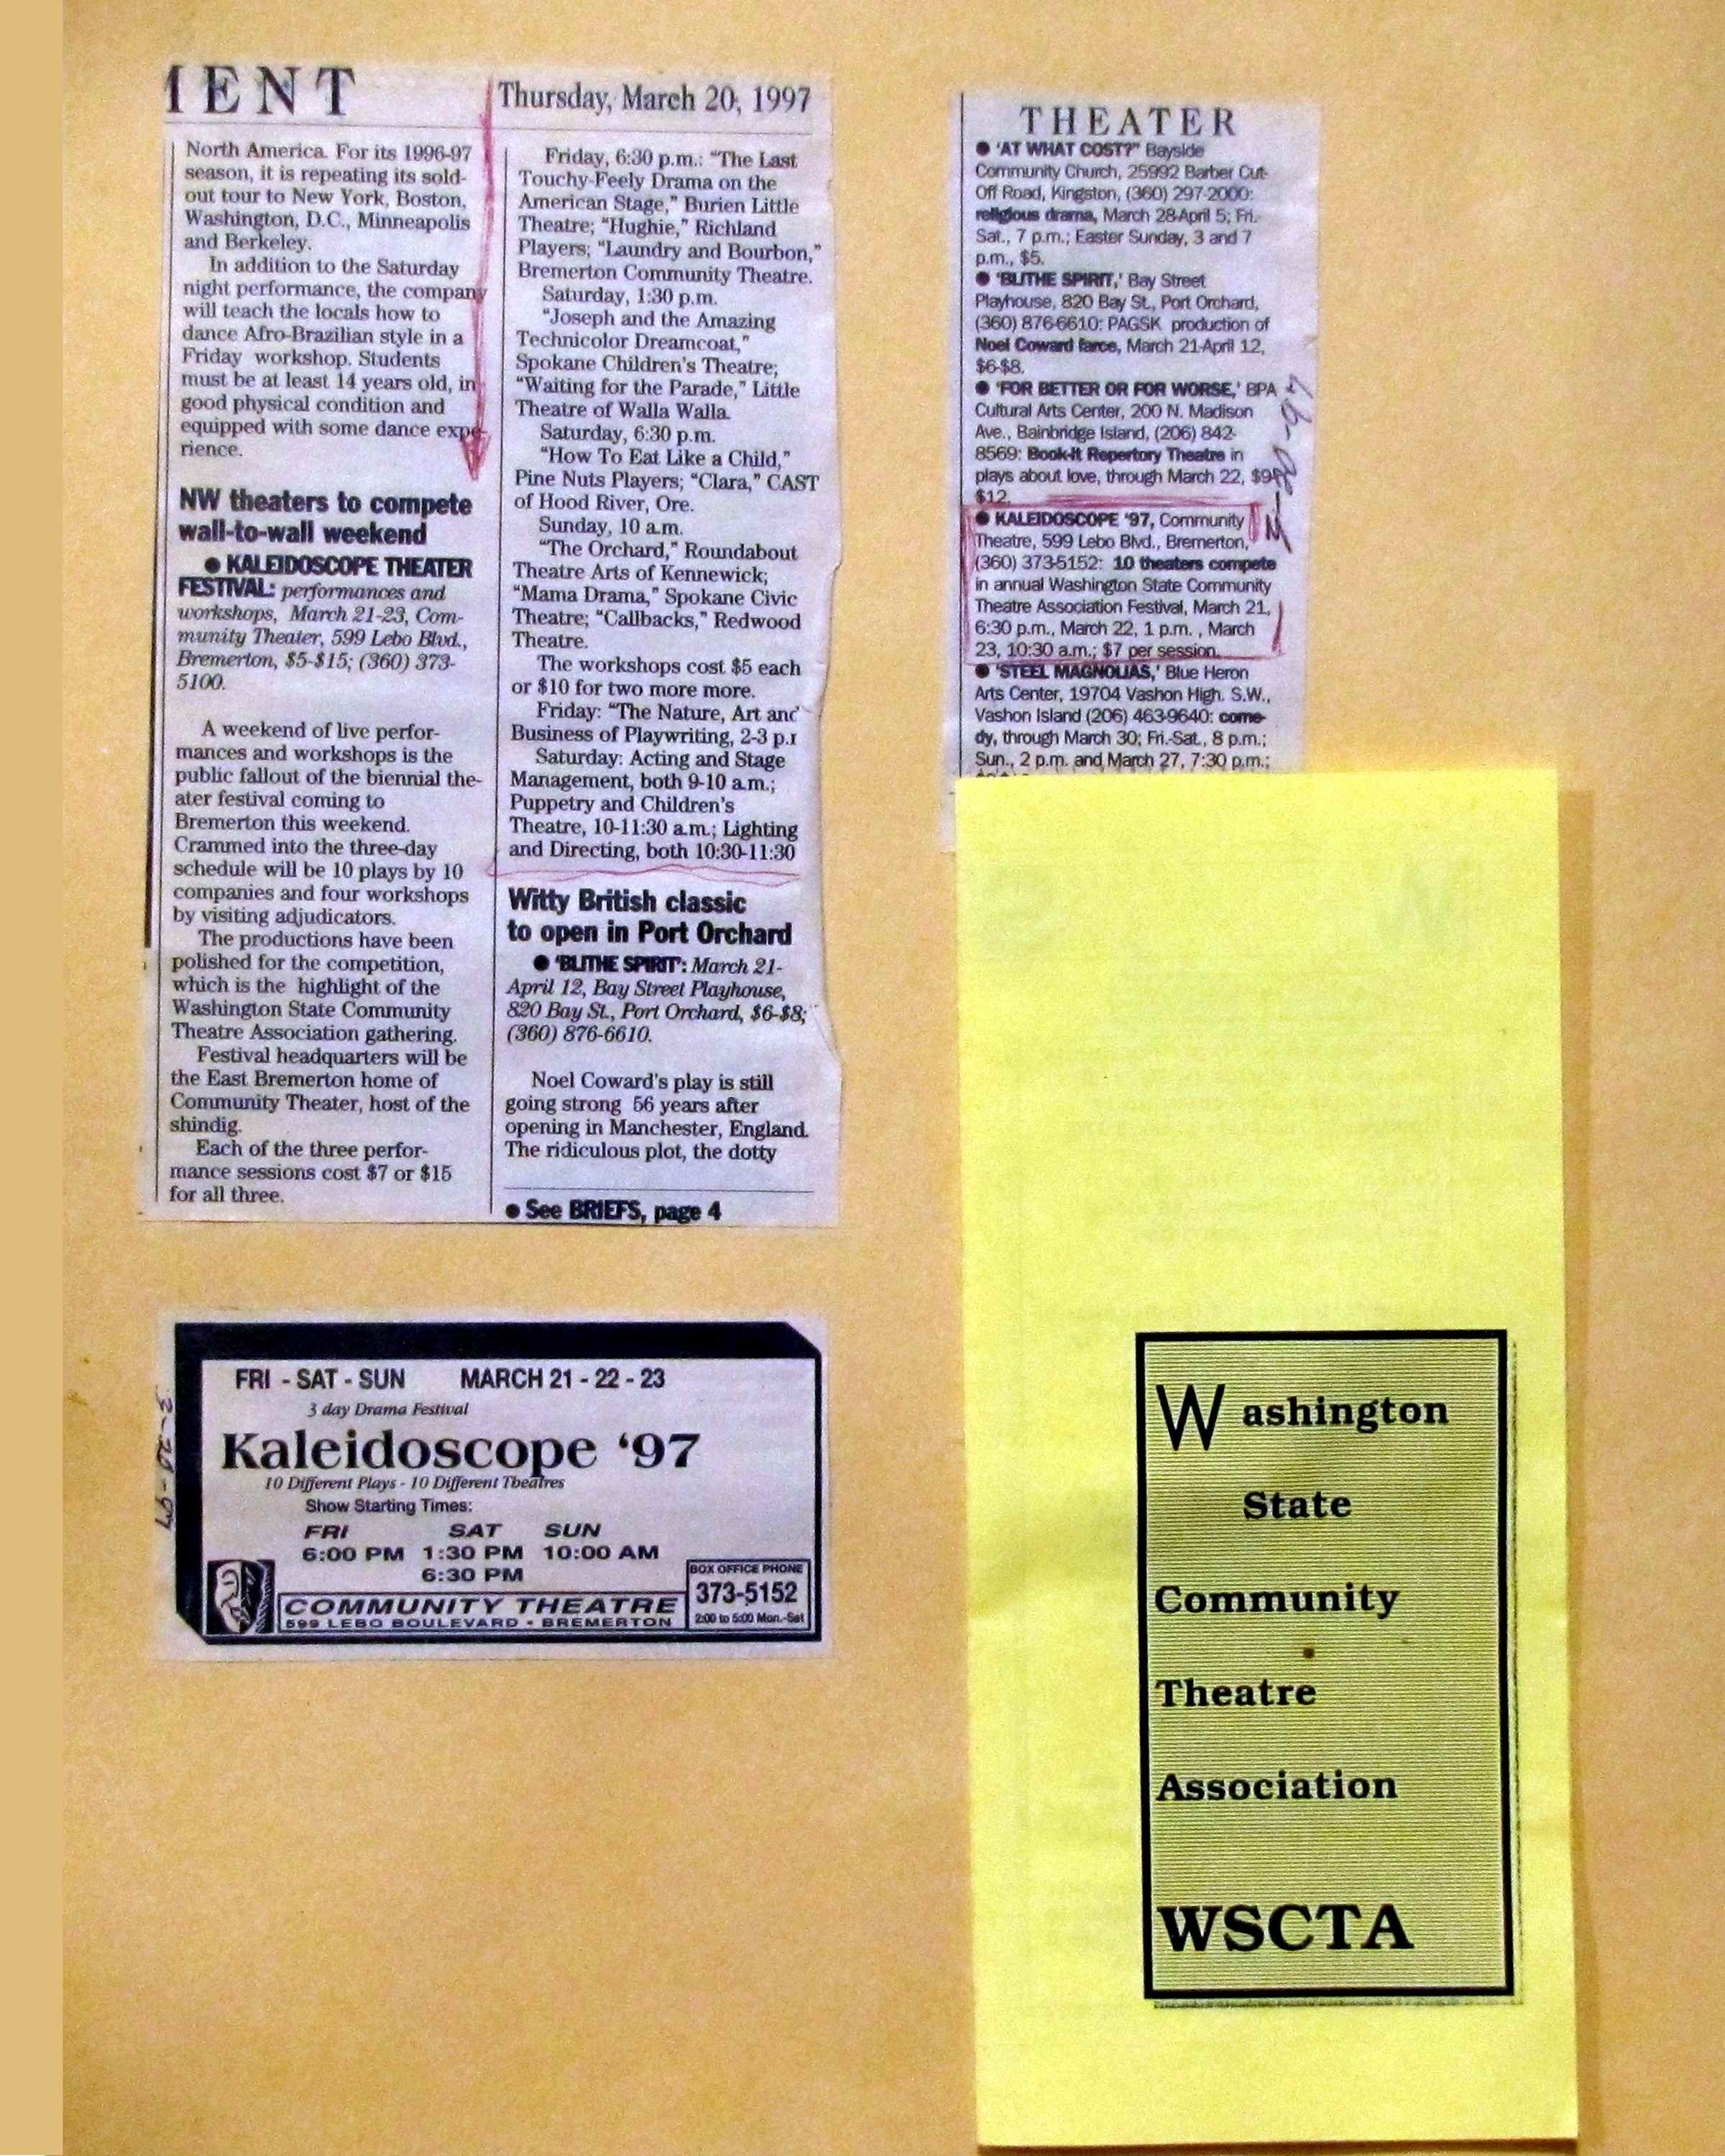 MENT
Thursday, March 20, 1997
North America. For its 1996-97
season, it is repeating its sold-
out tour to New York, Boston,
Washington, D.C., Minneapolis
and Berkeley.
In addition to the Saturday
night performance, the company
will teach the locals how to
dance Afro-Brazilian style in a
Friday workshop. Students
must be at least 14 years old, in
good physical condition and
equipped with some dance expe-
rience.
NW theaters to compete
wall-to-wall weekend
● KALEIDOSCOPE THEATER
FESTIVAL: performances and
workshops, March 21-23, Com-
munity Theater, 599 Lebo Blvd.,
Bremerton, $5-$15; (360) 373-
5100.
A weekend of live perfor-
mances and workshops is the
public fallout of the biennial the-
ater festival coming to
Bremerton this weekend.
Crammed into the three-day
schedule will be 10 plays by 10
companies and four workshops
by visiting adjudicators.
The productions have been
polished for the competition,
which is the highlight of the
Washington State Community
Theatre Association gathering.
Festival headquarters will be
the East Bremerton home of
Community Theater, host of the
shindig.
Each of the three perfor-
mance sessions cost $7 or $15
for all three.
Friday, 6:30 p.m.: “The Last
Touchy-Feely Drama on the
American Stage,” Burien Little
Theatre; “Hughie,” Richland
Players; “Laundry and Bourbon,”
Bremerton Community Theatre.
Saturday, 1:30 p.m.
“Joseph and the Amazing
Technicolor Dreamcoat,”
Spokane Children's Theatre;
“Waiting for the Parade,” Little
Theatre of Walla Walla.
Saturday, 6:30 p.m.
“How To Eat Like a Child,”
Pine Nuts Players; “Clara,” CAST
of Hood River, Ore.
Sunday, 10 a.m.
“The Orchard,” Roundabout
Theatre Arts of Kennewick;
“Mama Drama,” Spokane Civic
Theatre; “Callbacks,” Redwood
Theatre.
The workshops cost $5 each
or $10 for two more more.
Friday: “The Nature, Art and
Business of Playwriting, 2-3 p.
Saturday: Acting and Stage
Management, both 9-10 a.m.;
Puppetry and Children's
Theatre, 10-11:30 a.m.; Lighting
and Directing, both 10:30-11:30
Witty British classic
to open in Port Orchard
● ‘BLITHE SPIRIT’: March 21-
April 12, Bay Street Playhouse,
820 Bay St., Port Orchard, $6-$8;
(360) 876-6610.
Noel Coward's play is still
going strong 56 years after
opening in Manchester, England.
The ridiculous plot, the dotty
● See BRIEFS, page 4
THEATER
● ‘AT WHAT COST?” Bayside
Community Church, 25992 Barber Cut-
Off Road, Kingston, (360) 297-2000:
religious drama, March 28-April 5; Fri.-
Sat., 7 p.m.; Easter Sunday, 3 and 7
p.m., $5.
● ‘BLITHE SPIRIT,’ Bay Street
Playhouse, 820 Bay St., Port Orchard,
(360) 876-6610: PAGSK production of
Noel Coward farce, March 21-April 12,
$6-$8.
● ‘FOR BETTER OR FOR WORSE,’ BPA
Cultural Arts Center, 200 N. Madison
Ave., Bainbridge Island, (206) 842-
8569: Book-It Repertory Theatre in
plays about love, through March 22, $9-
$12.
● KALEIDOSCOPE ‘97, Community
Theatre, 599 Lebo Blvd., Bremerton,
(360) 373-5152: 10 theaters compete
in annual Washington State Community
Theatre Association Festival, March 21,
6:30 p.m., March 22, 1 p.m. , March
23, 10:30 a.m.; $7 per session.
● ‘STEEL MAGNOLIAS,’ Blue Heron
Arts Center, 19704 Vashon High. S.W.,
Vashon Island (206) 463-9640: come-
dy, through March 30; Fri.-Sat., 8 p.m.;
Sun., 2 p.m. and March 27, 7:30 p.m.;
3-20-97
3-20-97
FRI - SAT - SUN MARCH 21 - 22 - 23
3 day Drama Festival
Kaleidoscope ‘97
10 Different Plays - 10 Different Theatres
Show Starting Times:
FRI SAT SUN
6:00 PM 1:30 PM 10:00 AM
6:30 PM
COMMUNITY THEATRE
599 LEBO BOULEVARD - BREMERTON
BOX OFFICE PHONE
373-5152
2:00 to 5:00 Mon.-Sat
Washington
State
Community
Theatre
Association
WSCTA